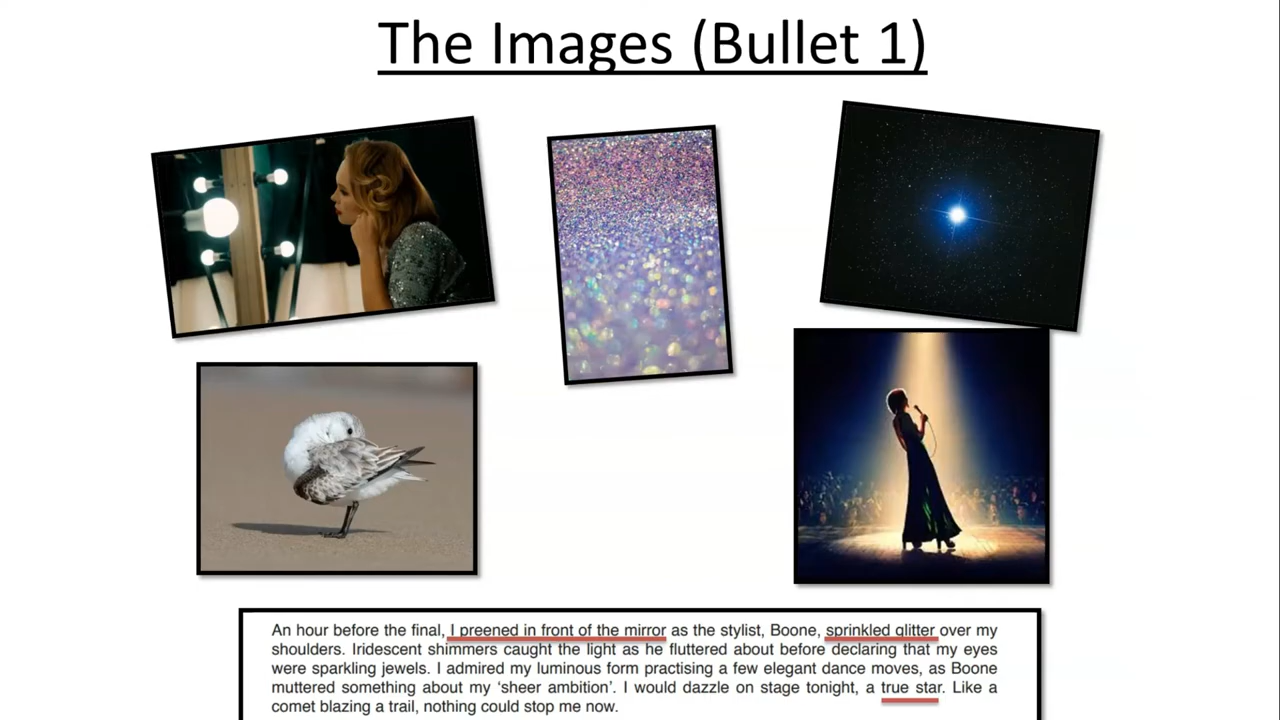 The Images (Bullet 1)
An hour before the final, I preened in front of the mirror as the stylist, Boone, sprinkled glitter over my
shoulders. Iridescent shimmers caught the light as he fluttered about before declaring that my eyes
were sparkling jewels. I admired my luminous form practising a few elegant dance moves, as Boone
muttered something about my ‘sheer ambition’. I would dazzle on stage tonight, a true star. Like a
comet blazing a trail, nothing could stop me now.